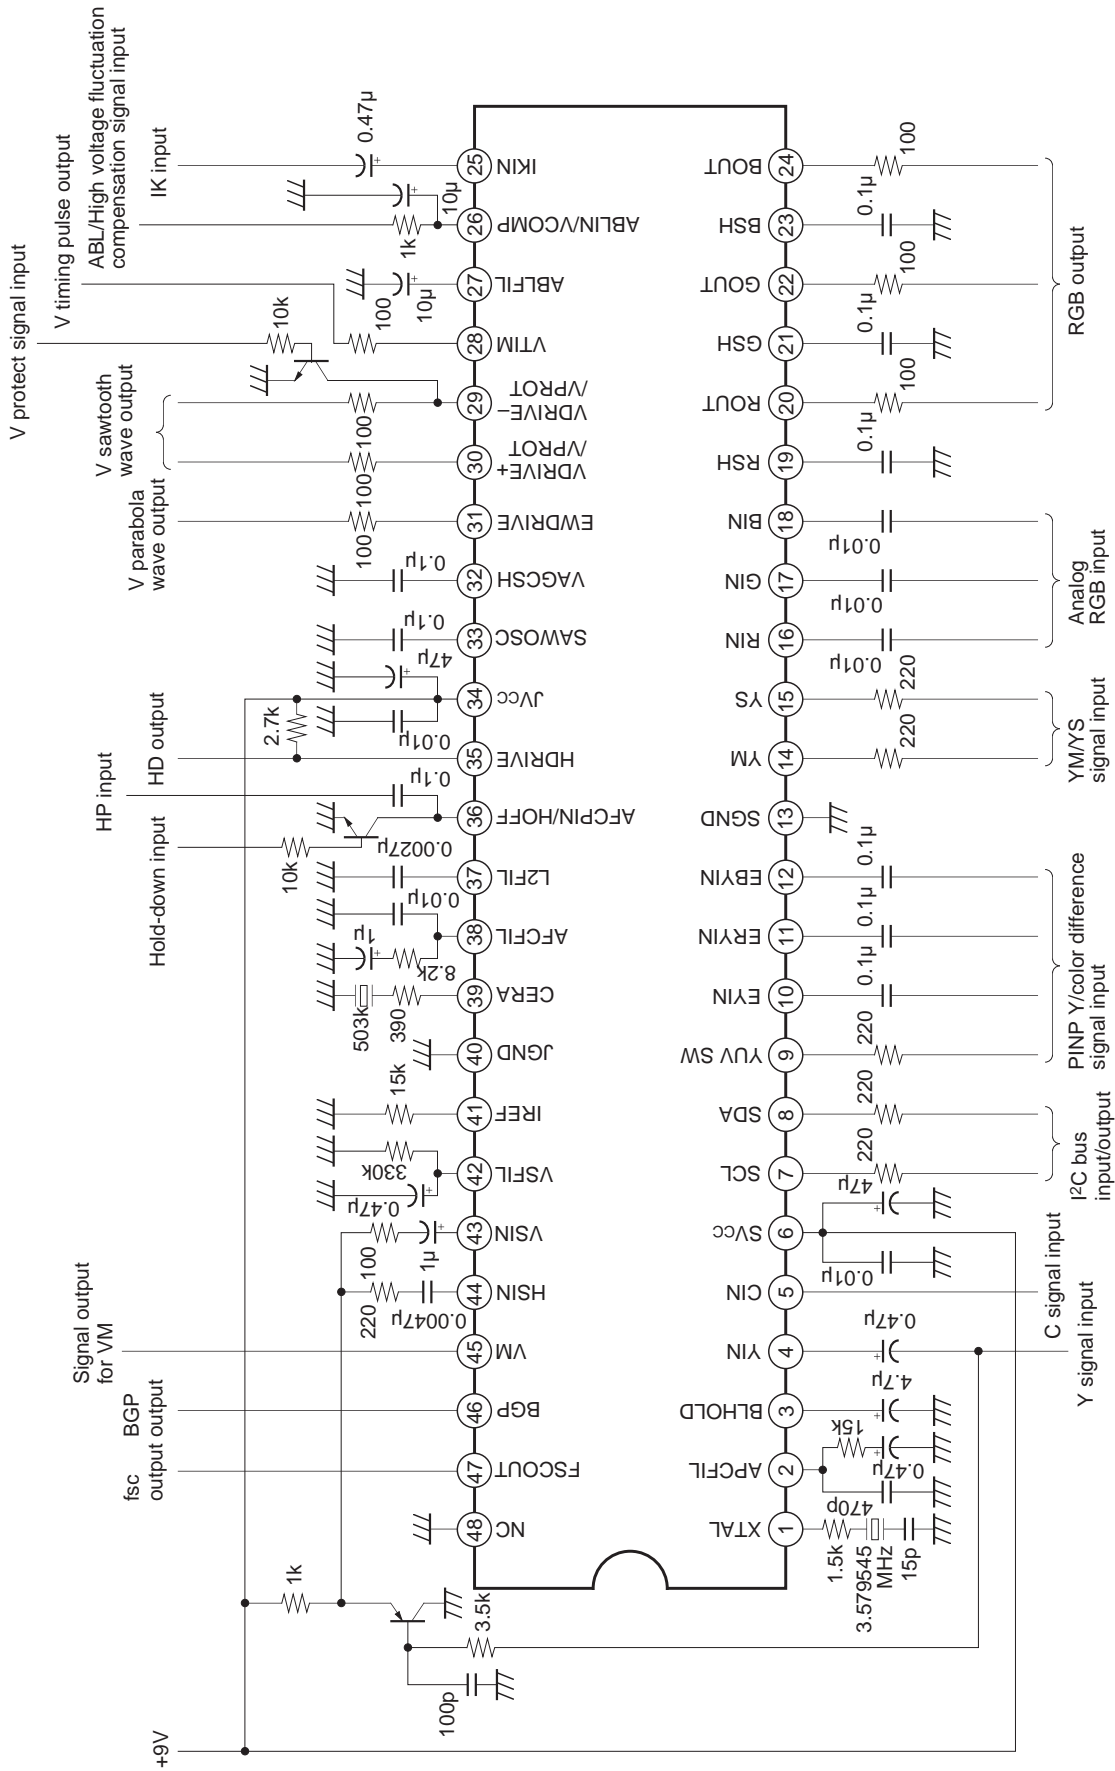 V protect signal input
V timing pulse output
ABL/High voltage fluctuation
compensation signal input
IK input
V sawtooth
wave output
V parabola
wave output
HD output
HP input
Hold-down input
Signal output
for VM
BGP
output
fsc
output
+9V
1k
3.5k
100p
0.47µ
10µ
1k
10µ
100
10k
100
100
100
0.1µ
0.1µ
47µ
0.01µ
2.7k
0.1µ
10k
0.0027µ
0.01µ
1µ
8.2k
503k
390
15k
330k
0.47µ
100
1µ
220
0.0047µ
25 IKIN
26 ABLIN/VCOMP
27 ABLFIL
28 VTIM
29 VDRIVE–
/VPROT
30 VDRIVE+
/VPROT
31 EWDRIVE
32 VAGCSH
33 SAWOSC
34 JVCC
35 HDRIVE
36 AFCPIN/HOFF
37 L2FIL
38 AFCFIL
39 CERA
40 JGND
41 IREF
42 VSFIL
43 VSIN
44 HSIN
45 VM
46 BGP
47 FSCOUT
48 NC
24 BOUT
23 BSH
22 GOUT
21 GSH
20 ROUT
19 RSH
18 BIN
17 GIN
16 RIN
15 YS
14 YM
13 SGND
12 EBYIN
11 ERYIN
10 EYIN
9 YUV SW
8 SDA
7 SCL
6 SVCC
5 CIN
4 YIN
3 BLHOLD
2 APCFIL
1 XTAL
100
0.1µ
100
0.1µ
100
0.1µ
0.01µ
0.01µ
0.01µ
220
220
0.1µ
0.1µ
0.1µ
220
220
220
47µ
0.01µ
0.47µ
4.7µ
15k
0.47µ
470p
1.5k
3.579545
MHz
15p
RGB output
Analog
RGB input
YM/YS
signal input
PINP Y/color difference
signal input
I²C bus
input/output
C signal input
Y signal input